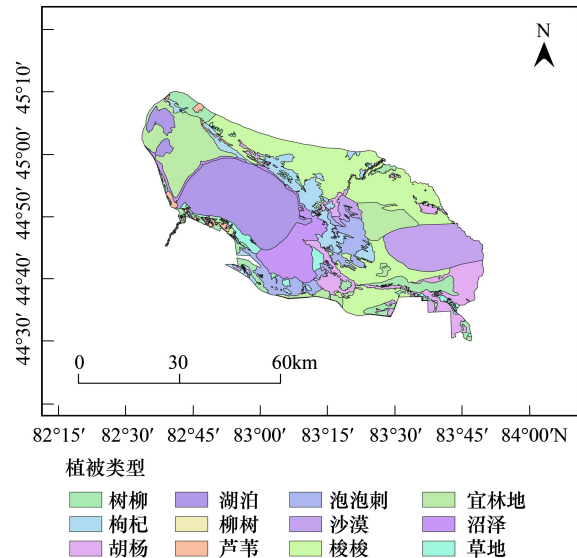 N
45°10′
45°00′
44°50′
44°40′
44°30′
0 30 60km
82°15′ 82°30′ 82°45′ 83°00′ 83°15′ 83°30′ 83°45′ 84°00′N
植被类型
树柳 湖泊 泡泡刺 宜林地
枸杞 柳树 沙漠 沼泽
胡杨 芦苇 梭梭 草地